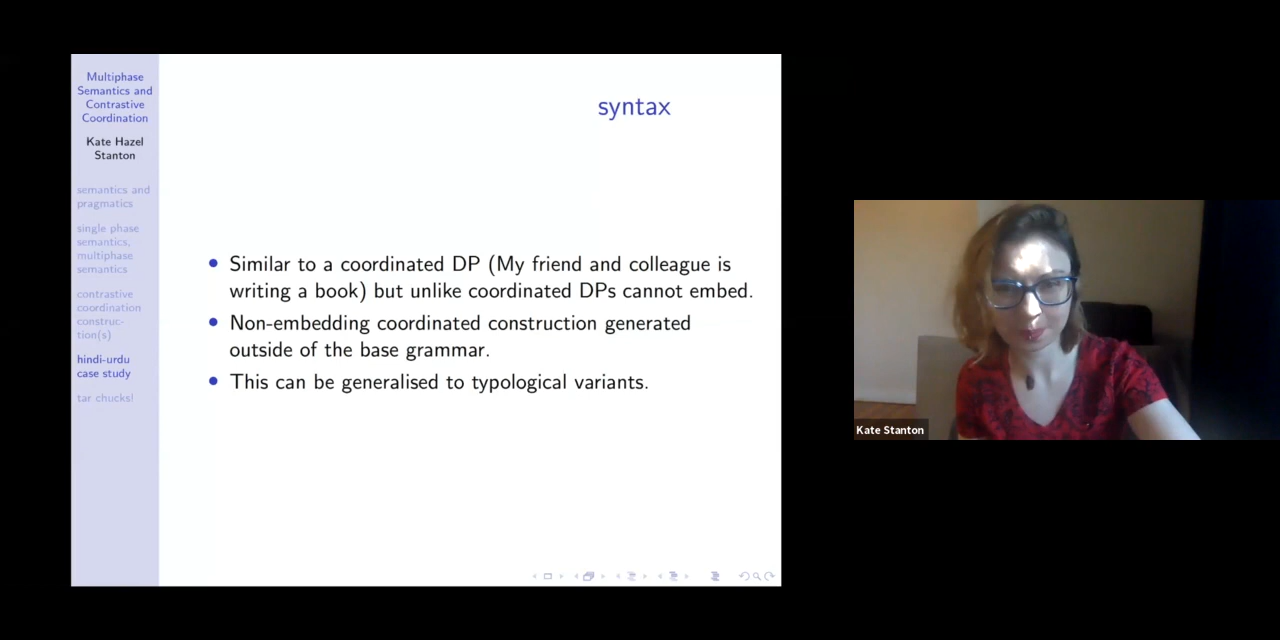 Multiphase
Semantics and
Contrastive
Coordination
Kate Hazel
Stanton
semantics and
pragmatics
single phase
semantics,
multiphase
semantics
contrastive
coordination
construc-
tion(s)
hindi-urdu
case study
tar chucks!
syntax
• Similar to a coordinated DP (My friend and colleague is
writing a book) but unlike coordinated DPs cannot embed.
• Non-embedding coordinated construction generated
outside of the base grammar.
• This can be generalised to typological variants.
Kate Stanton